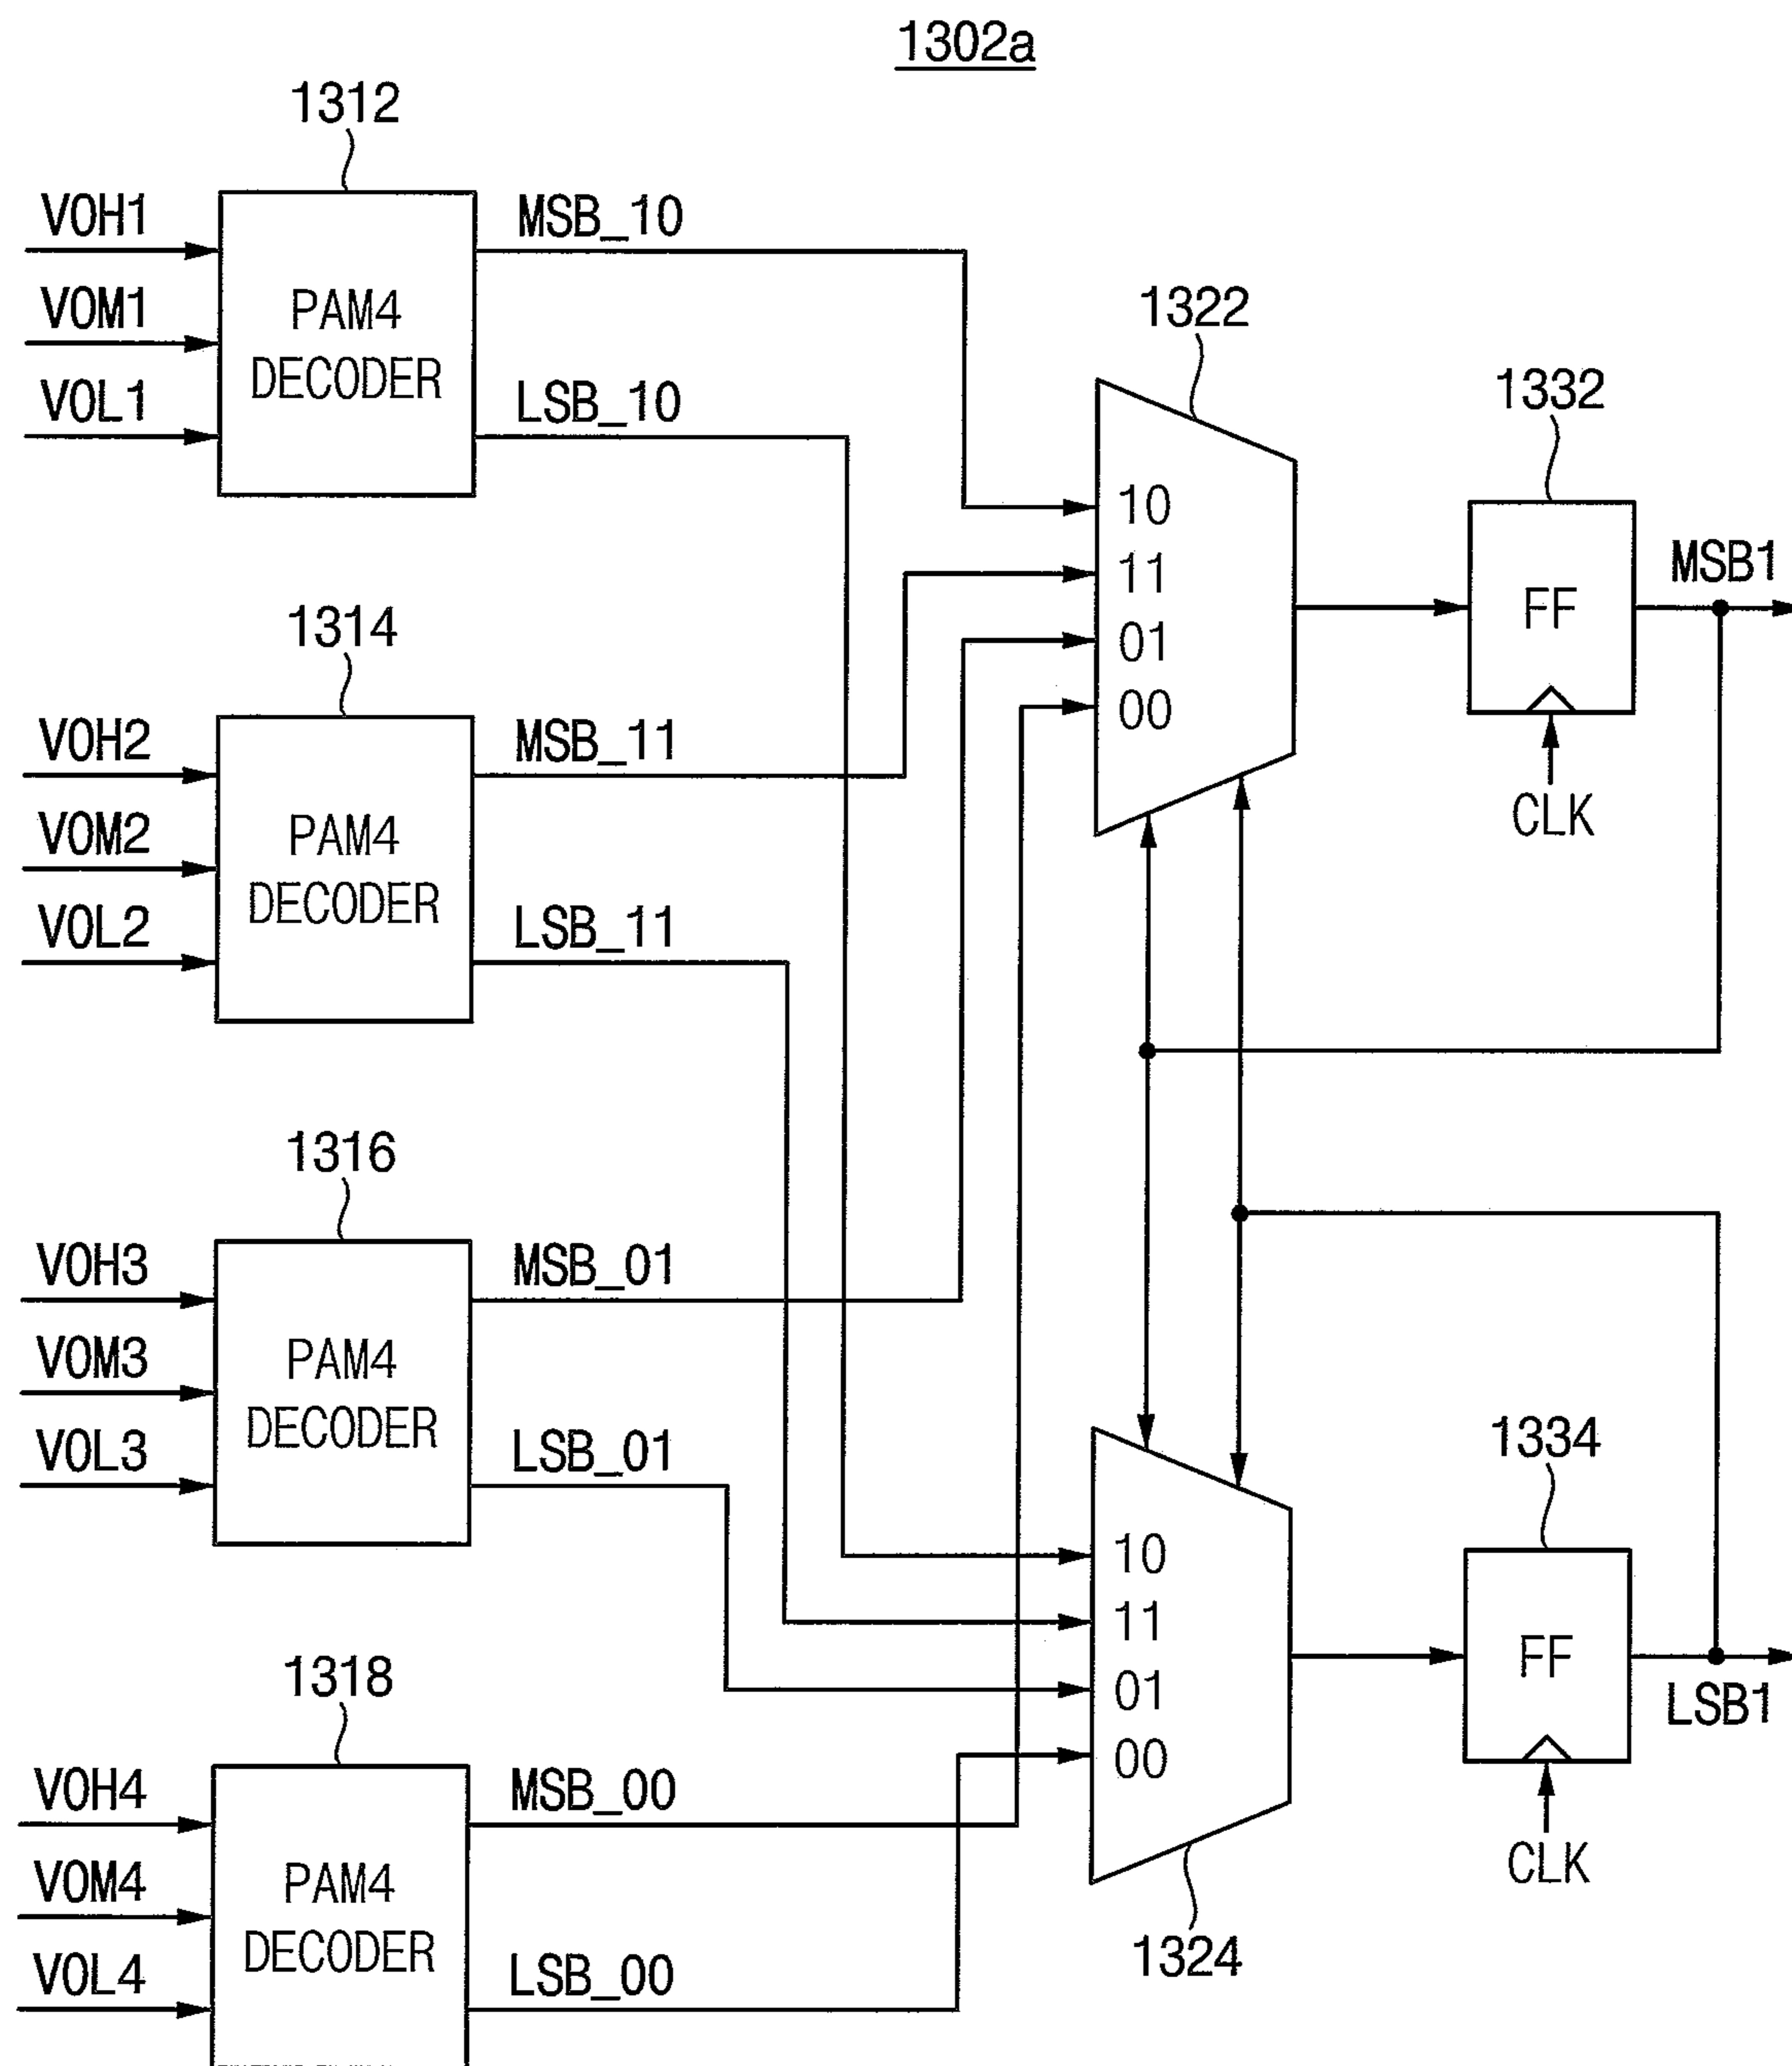 1302a
1312
VOH1
VOM1
VOL1
PAM4
DECODER
MSB_10
LSB_10
1314
VOH2
VOM2
VOL2
PAM4
DECODER
MSB_11
LSB_11
1316
VOH3
VOM3
VOL3
PAM4
DECODER
MSB_01
LSB_01
1318
VOH4
VOM4
VOL4
PAM4
DECODER
MSB_00
LSB_00
1322
10
11
01
00
1332
FF
CLK
MSB1
10
11
01
00
1324
1334
FF
CLK
LSB1